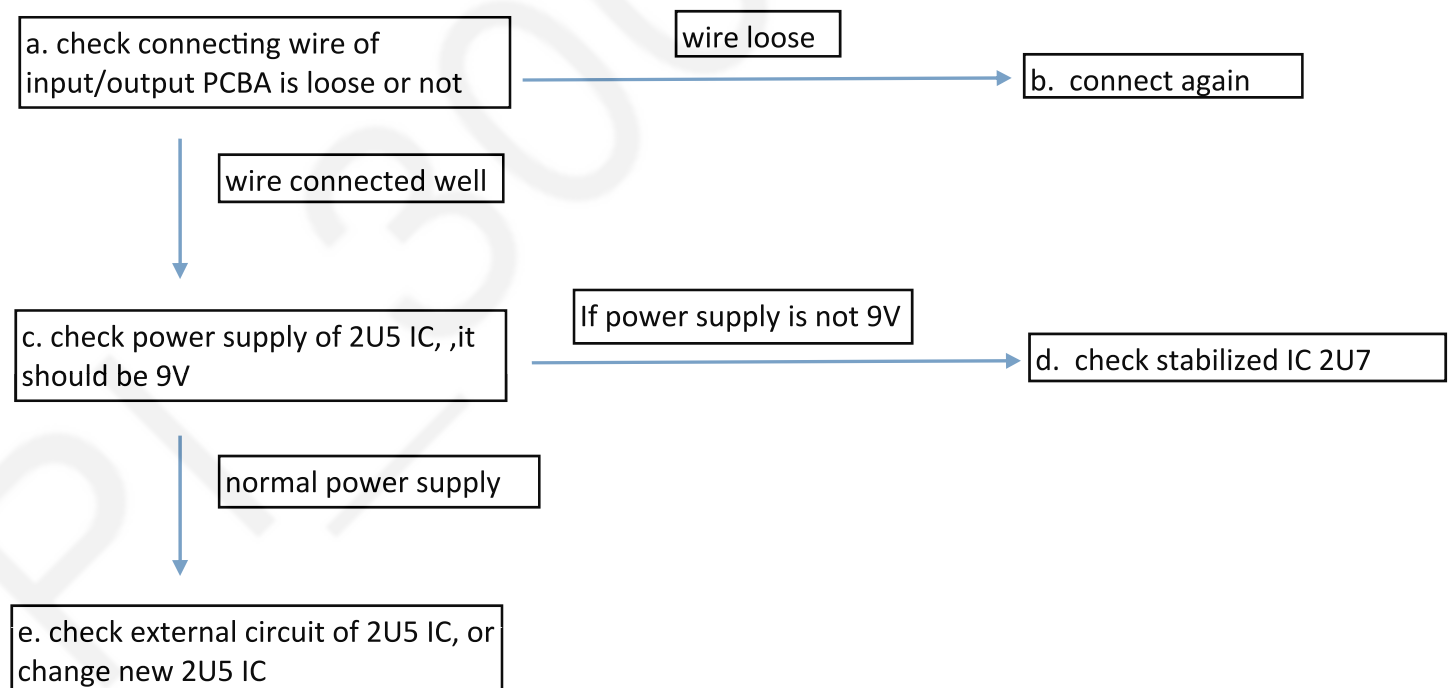 a. check connecting wire of
input/output PCBA is loose or not
wire loose
b. connect again
wire connected well
c. check power supply of 2U5 IC, ,it
should be 9V
If power supply is not 9V
d. check stabilized IC 2U7
normal power supply
e. check external circuit of 2U5 IC, or
change new 2U5 IC